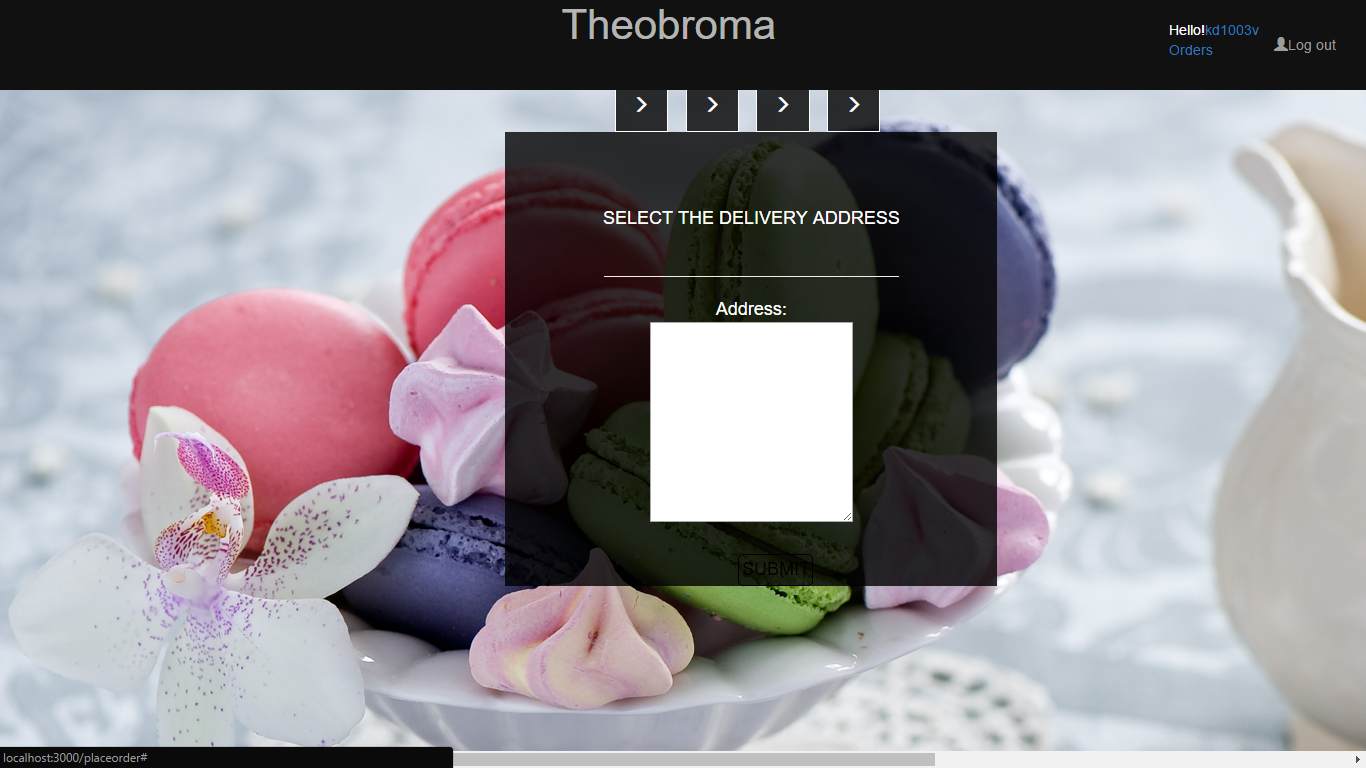 Theobroma
Hello!kd1003v
Orders
Log out
SELECT THE DELIVERY ADDRESS
Address:
SUBMIT
localhost:3000/placeorder#